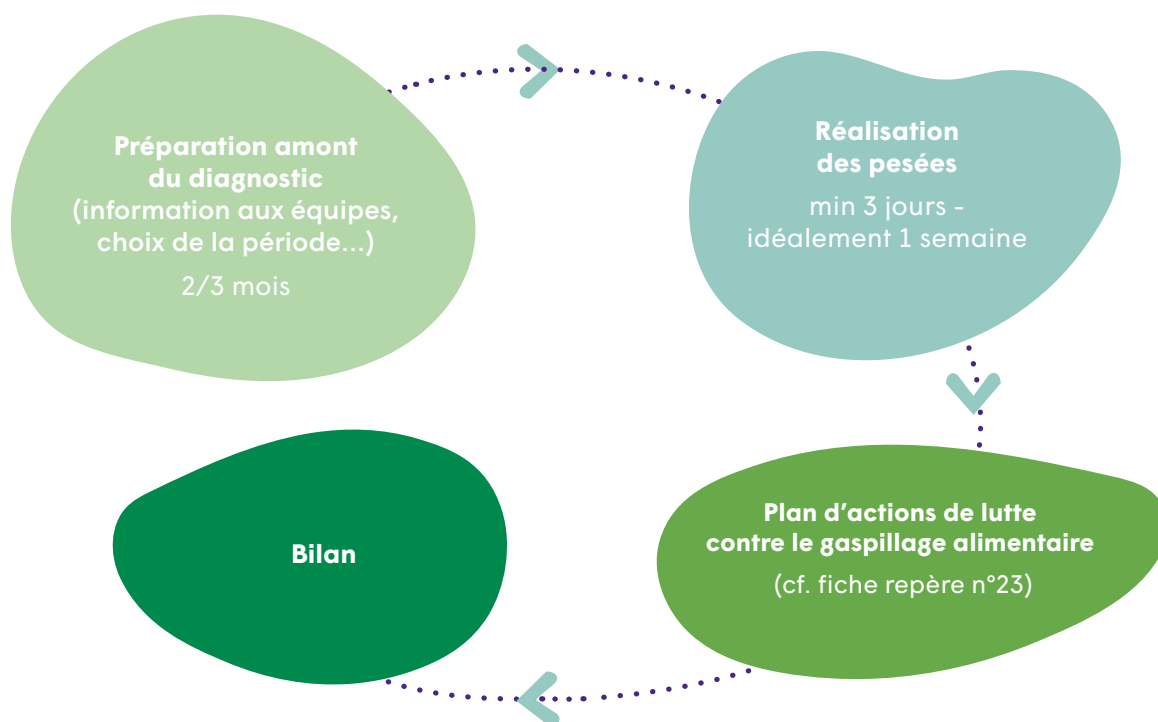 Préparation amont
du diagnostic
(information aux équipes,
choix de la période...)
2/3 mois
Réalisation
des pesées
min 3 jours -
idéalement 1 semaine
Plan d'actions de lutte
contre le gaspillage alimentaire
(cf. fiche repère n°23)
Bilan